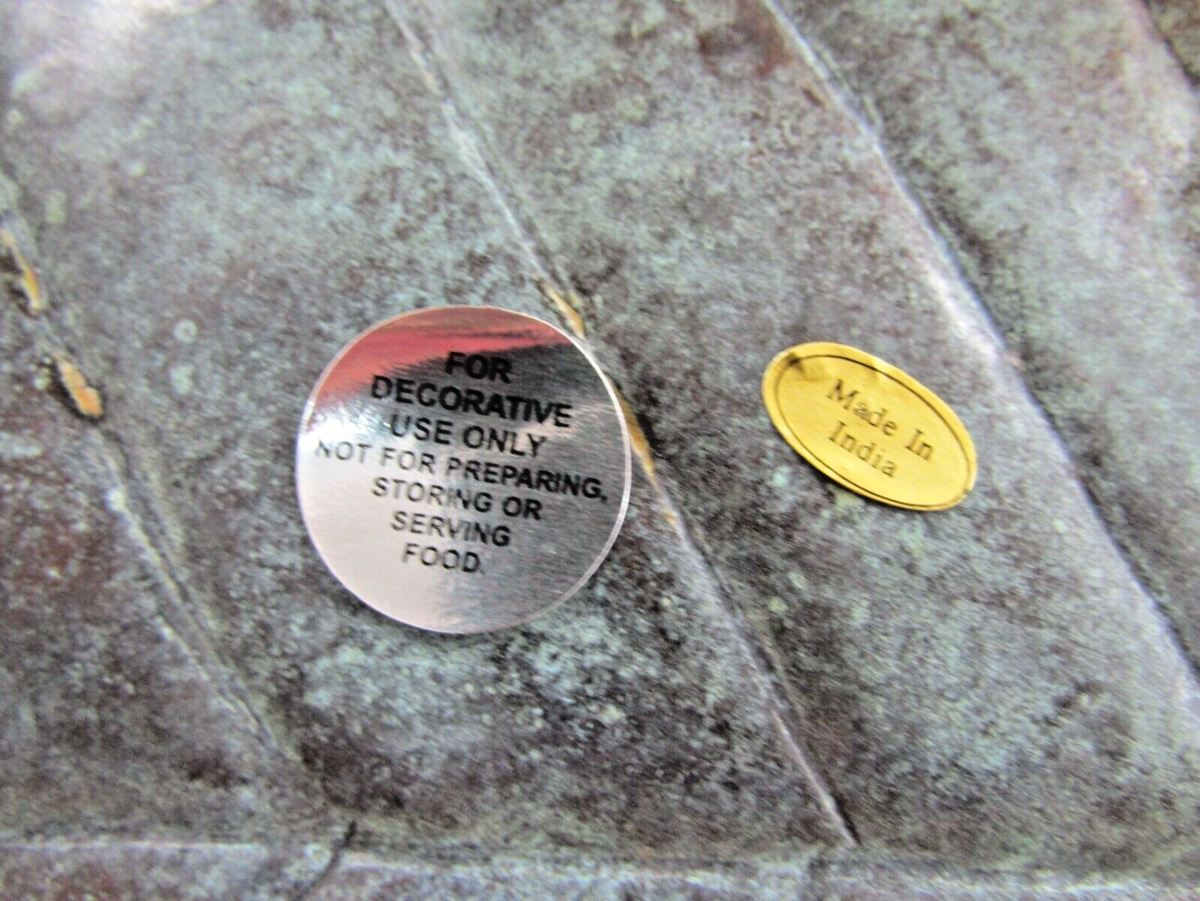 FOR
DECORATIVE
USE ONLY
NOT FOR PREPARING,
STORING OR
SERVING
FOOD.
Made In
India